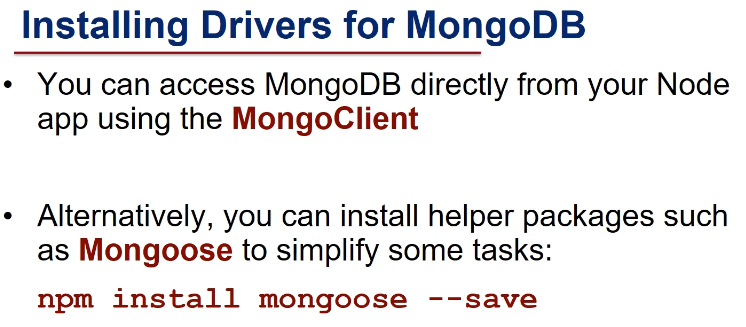 Installing Drivers for MongoDB
• You can access MongoDB directly from your Node
app using the MongoClient
• Alternatively, you can install helper packages such
as Mongoose to simplify some tasks:
npm install mongoose --save